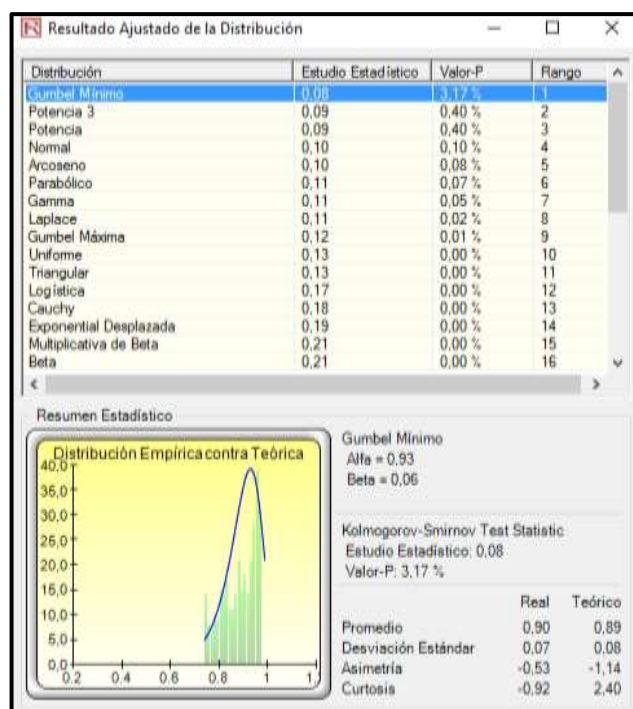 Resultado Ajustado de la Distribución
Distribución Estudio Estadístico Valor-P Rango
Gumbel Mínimo 0,08 3,17 % 1
Potencia 3 0,09 0,40 % 2
Potencia 0,09 0,40 % 3
Normal 0,10 0,10 % 4
Arcoseno 0,10 0,08 % 5
Parabólico 0,11 0,07 % 6
Gamma 0,11 0,05 % 7
Laplace 0,11 0,02 % 8
Gumbel Máxima 0,12 0,01 % 9
Uniforme 0,13 0,00 % 10
Triangular 0,13 0,00 % 11
Logística 0,17 0,00 % 12
Cauchy 0,18 0,00 % 13
Exponential Desplazada 0,19 0,00 % 14
Multiplicativa de Beta 0,21 0,00 % 15
Beta 0,21 0,00 % 16
Resumen Estadístico
Distribución Empírica contra Teórica
40,0
35,0
30,0
25,0
20,0
15,0
10,0
5,0
0,0
0.2 0.4 0.6 0.8 1
Gumbel Mínimo
Alfa = 0,93
Beta = 0,06
Kolmogorov-Smirnov Test Statistic
Estudio Estadístico: 0,08
Valor-P: 3,17 %
Real Teórico
Promedio 0,90 0,89
Desviación Estándar 0,07 0,08
Asimetría -0,53 -1,14
Curtosis -0,92 2,40